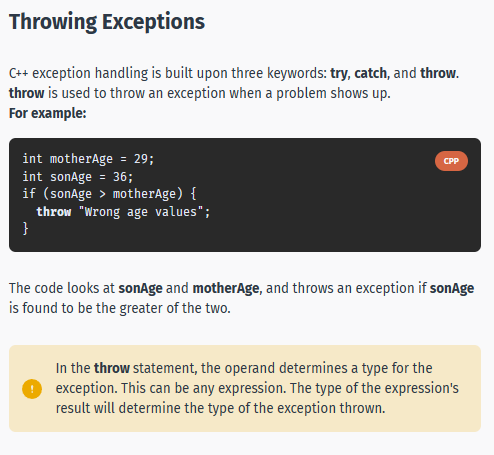 Throwing Exceptions
C++ exception handling is built upon three keywords: try, catch, and throw.
throw is used to throw an exception when a problem shows up.
For example:
int motherAge = 29;
CPP
int sonAge = 36;
if (sonAge > motherAge) {
  throw "Wrong age values";
}
The code looks at sonAge and motherAge, and throws an exception if sonAge
is found to be the greater of the two.
!
In the throw statement, the operand determines a type for the
exception. This can be any expression. The type of the expression's
result will determine the type of the exception thrown.